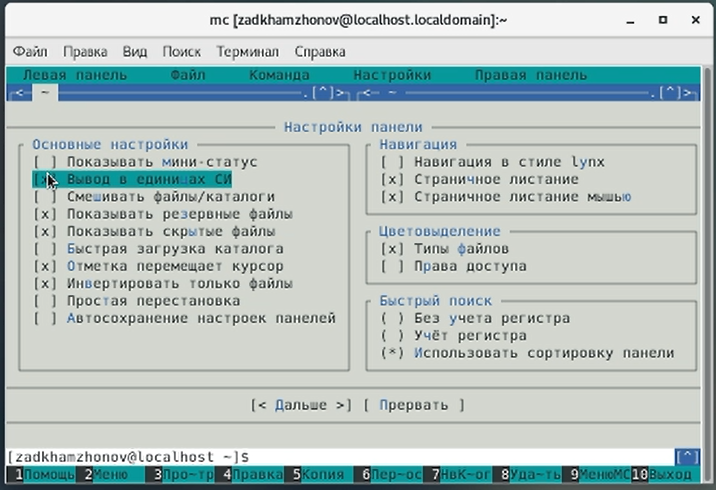 mc [zadkhamzhonov@localhost.localdomain]:~
Файл Правка Вид Поиск Терминал Справка
Левая панель Файл Команда Настройки Правая панель
<─ ~ .[^]> <─ ~ .[^]>
Настройки панели
Основные настройки
[ ] Показывать мини-статус
[x] Вывод в единицах СИ
[ ] Смешивать файлы/каталоги
[x] Показывать резервные файлы
[x] Показывать скрытые файлы
[ ] Быстрая загрузка каталога
[x] Отметка перемещает курсор
[x] Инвертировать только файлы
[ ] Простая перестановка
[ ] Автосохранение настроек панелей
Навигация
[ ] Навигация в стиле lynx
[x] Страничное листание
[x] Страничное листание мышью
Цветовыделение
[x] Типы файлов
[ ] Права доступа
Быстрый поиск
( ) Без учета регистра
( ) Учёт регистра
(*) Использовать сортировку панели
[< Дальше >] [ Прервать ]
[zadkhamzhonov@localhost ~]$ [^]
1Помощь 2Меню 3Про~тр 4Правка 5Копия 6Пер~ос 7НвК~ог 8Уда~ть 9МенюMC 10Выход